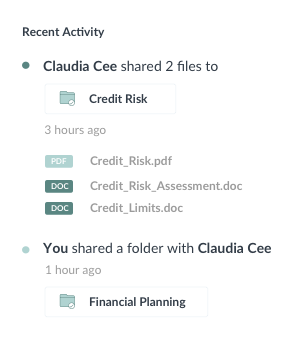 Recent Activity
Claudia Cee shared 2 files to
Credit Risk
3 hours ago
PDF Credit_Risk.pdf
DOC Credit_Risk_Assessment.doc
DOC Credit_Limits.doc
You shared a folder with Claudia Cee
1 hour ago
Financial Planning